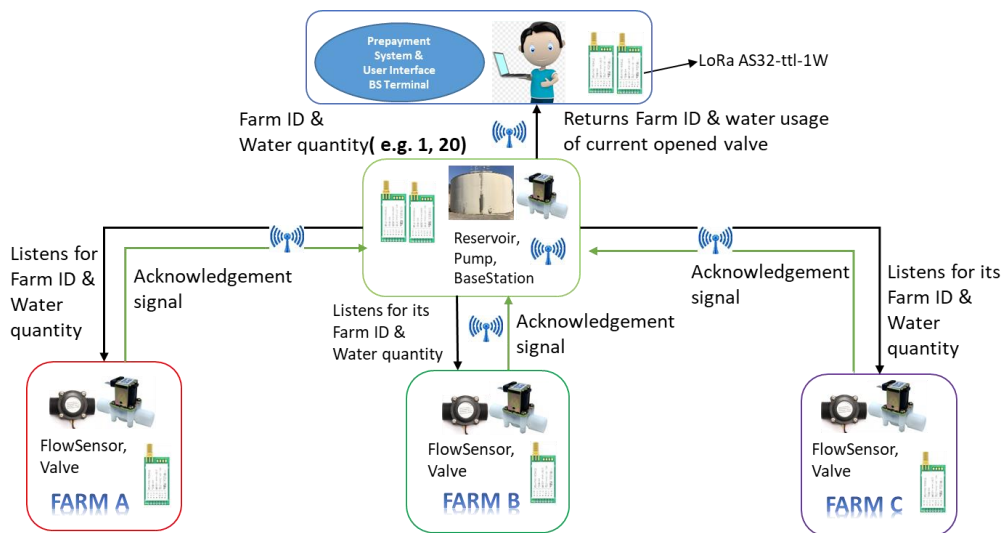 Prepayment
System &
User Interface
BS Terminal
LoRa AS32-ttl-1W
Farm ID &
Water quantity( e.g. 1, 20)
Returns Farm ID & water usage
of current opened valve
Reservoir,
Pump,
BaseStation
Listens for
Farm ID &
Water
quantity
Acknowledgement
signal
Listens for its
Farm ID &
Water quantity
Acknowledgement
signal
Acknowledgement
signal
Listens for its
Farm ID &
Water
quantity
FlowSensor,
Valve
FARM A
FlowSensor,
Valve
FARM B
FlowSensor,
Valve
FARM C